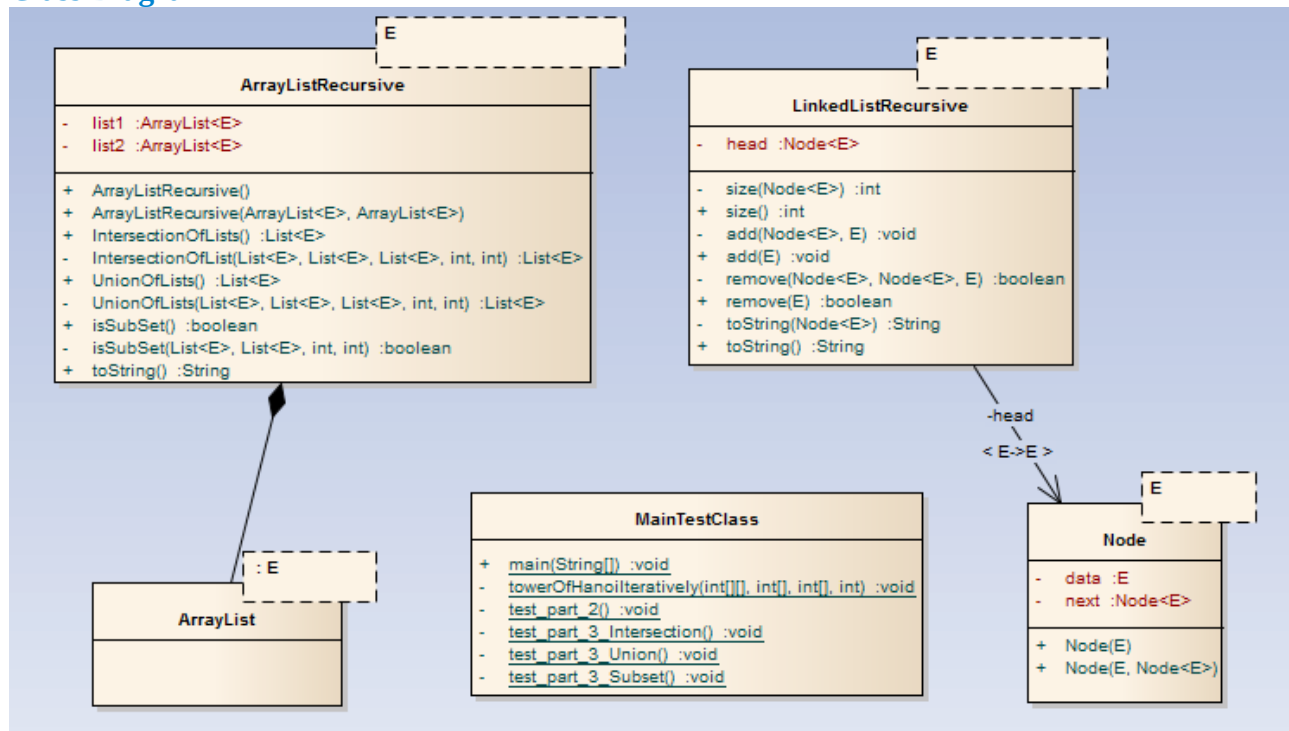 E
ArrayListRecursive
- list1 :ArrayList<E>
- list2 :ArrayList<E>
+ ArrayListRecursive()
+ ArrayListRecursive(ArrayList<E>, ArrayList<E>)
+ IntersectionOfLists() :List<E>
- IntersectionOfList(List<E>, List<E>, List<E>, int, int) :List<E>
+ UnionOfLists() :List<E>
- UnionOfLists(List<E>, List<E>, List<E>, int, int) :List<E>
+ isSubSet() :boolean
- isSubSet(List<E>, List<E>, int, int) :boolean
+ toString() :String
E
LinkedListRecursive
- head :Node<E>
- size(Node<E>) :int
+ size() :int
- add(Node<E>, E) :void
+ add(E) :void
- remove(Node<E>, Node<E>, E) :boolean
+ remove(E) :boolean
- toString(Node<E>) :String
+ toString() :String
-head
< E->E >
: E
ArrayList
MainTestClass
+ main(String[]) :void
- towerOfHanoiIteratively(int[][], int[], int[], int) :void
- test_part_2() :void
- test_part_3_Intersection() :void
- test_part_3_Union() :void
- test_part_3_Subset() :void
E
Node
- data :E
- next :Node<E>
+ Node(E)
+ Node(E, Node<E>)